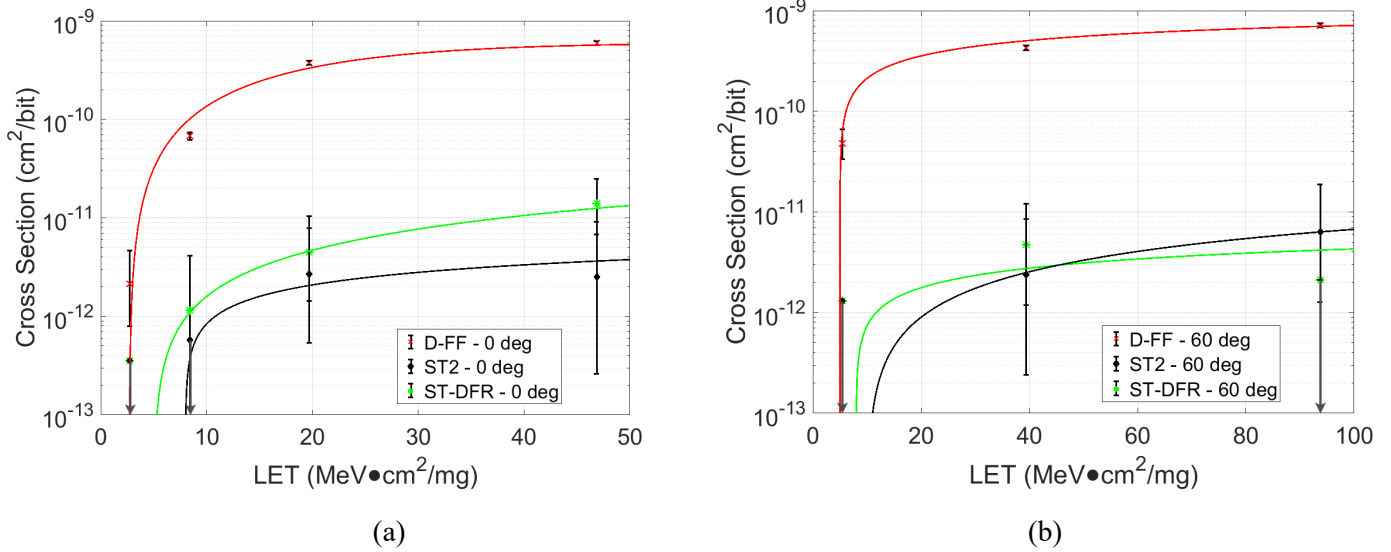 10^-9
10^-10
10^-11
10^-12
10^-13
Cross Section (cm^2/bit)
D-FF - 0 deg
ST2 - 0 deg
ST-DFR - 0 deg
0 10 20 30 40 50
LET (MeV●cm^2/mg)
(a)
10^-9
10^-10
10^-11
10^-12
10^-13
Cross Section (cm^2/bit)
D-FF - 60 deg
ST2 - 60 deg
ST-DFR - 60 deg
0 20 40 60 80 100
LET (MeV●cm^2/mg)
(b)